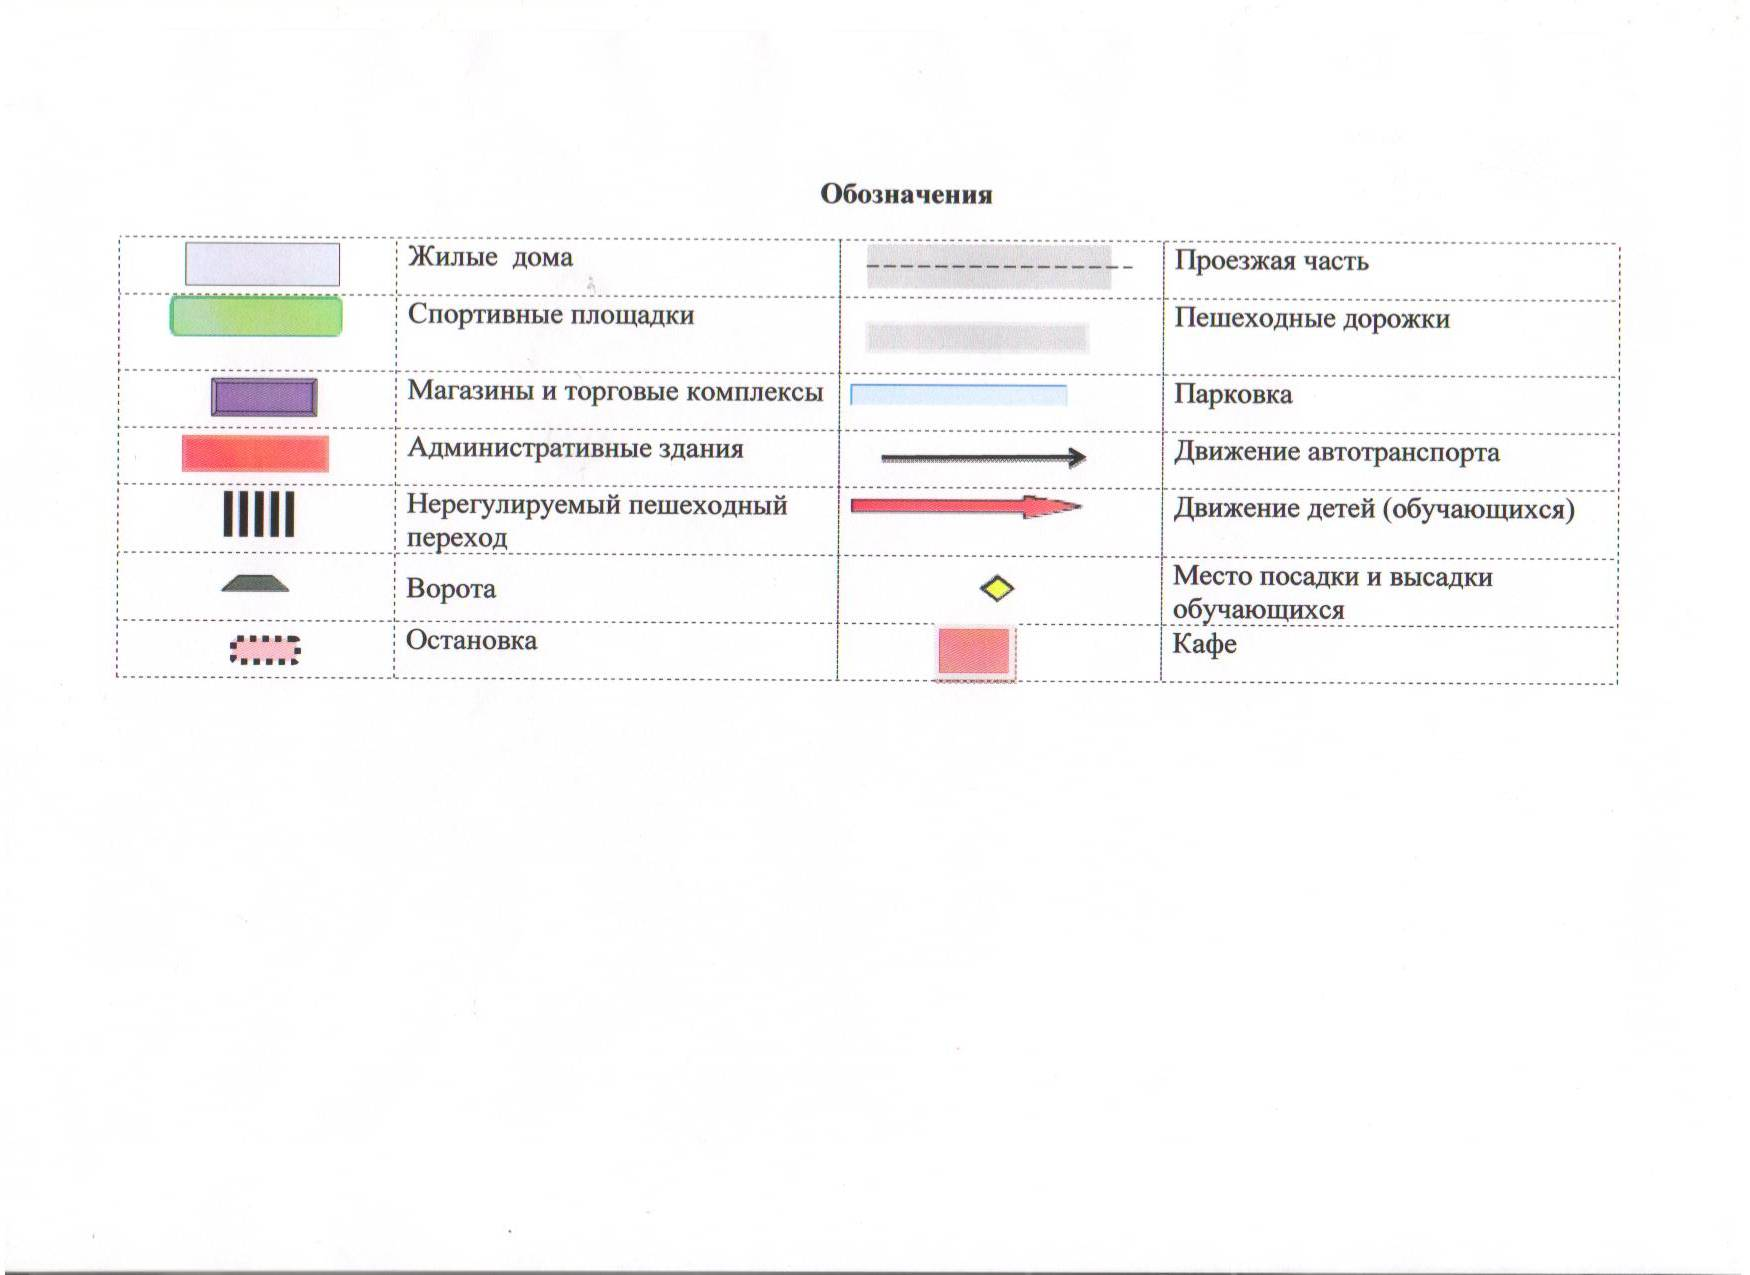 Обозначения
Жилые дома
Проезжая часть
Спортивные площадки
Пешеходные дорожки
Магазины и торговые комплексы
Парковка
Административные здания
Движение автотранспорта
Нерегулируемый пешеходный
переход
Движение детей (обучающихся)
Ворота
Место посадки и высадки
обучающихся
Остановка
Кафе